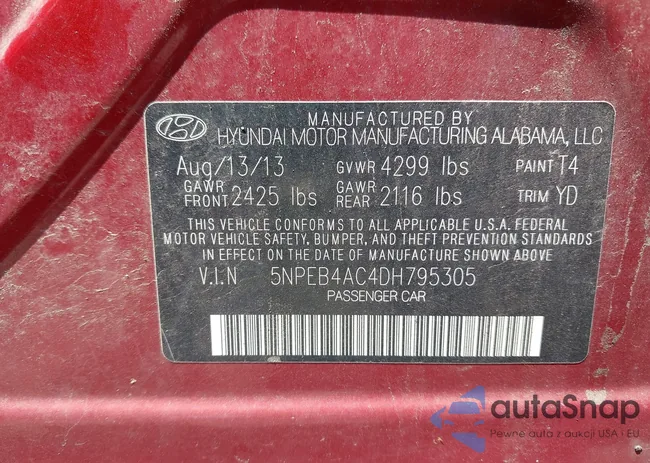 MANUFACTURED BY
HYUNDAI MOTOR MANUFACTURING ALABAMA, LLC
Aug/13/13 GVWR 4299 lbs PAINT T4
GAWR FRONT 2425 lbs GAWR REAR 2116 lbs TRIM YD
THIS VEHICLE CONFORMS TO ALL APPLICABLE U.S.A. FEDERAL
MOTOR VEHICLE SAFETY, BUMPER, AND THEFT PREVENTION STANDARDS
IN EFFECT ON THE DATE OF MANUFACTURE SHOWN ABOVE
V.I.N 5NPEB4AC4DH795305
PASSENGER CAR
autaSnap
Pewne auta z aukcji USA i EU